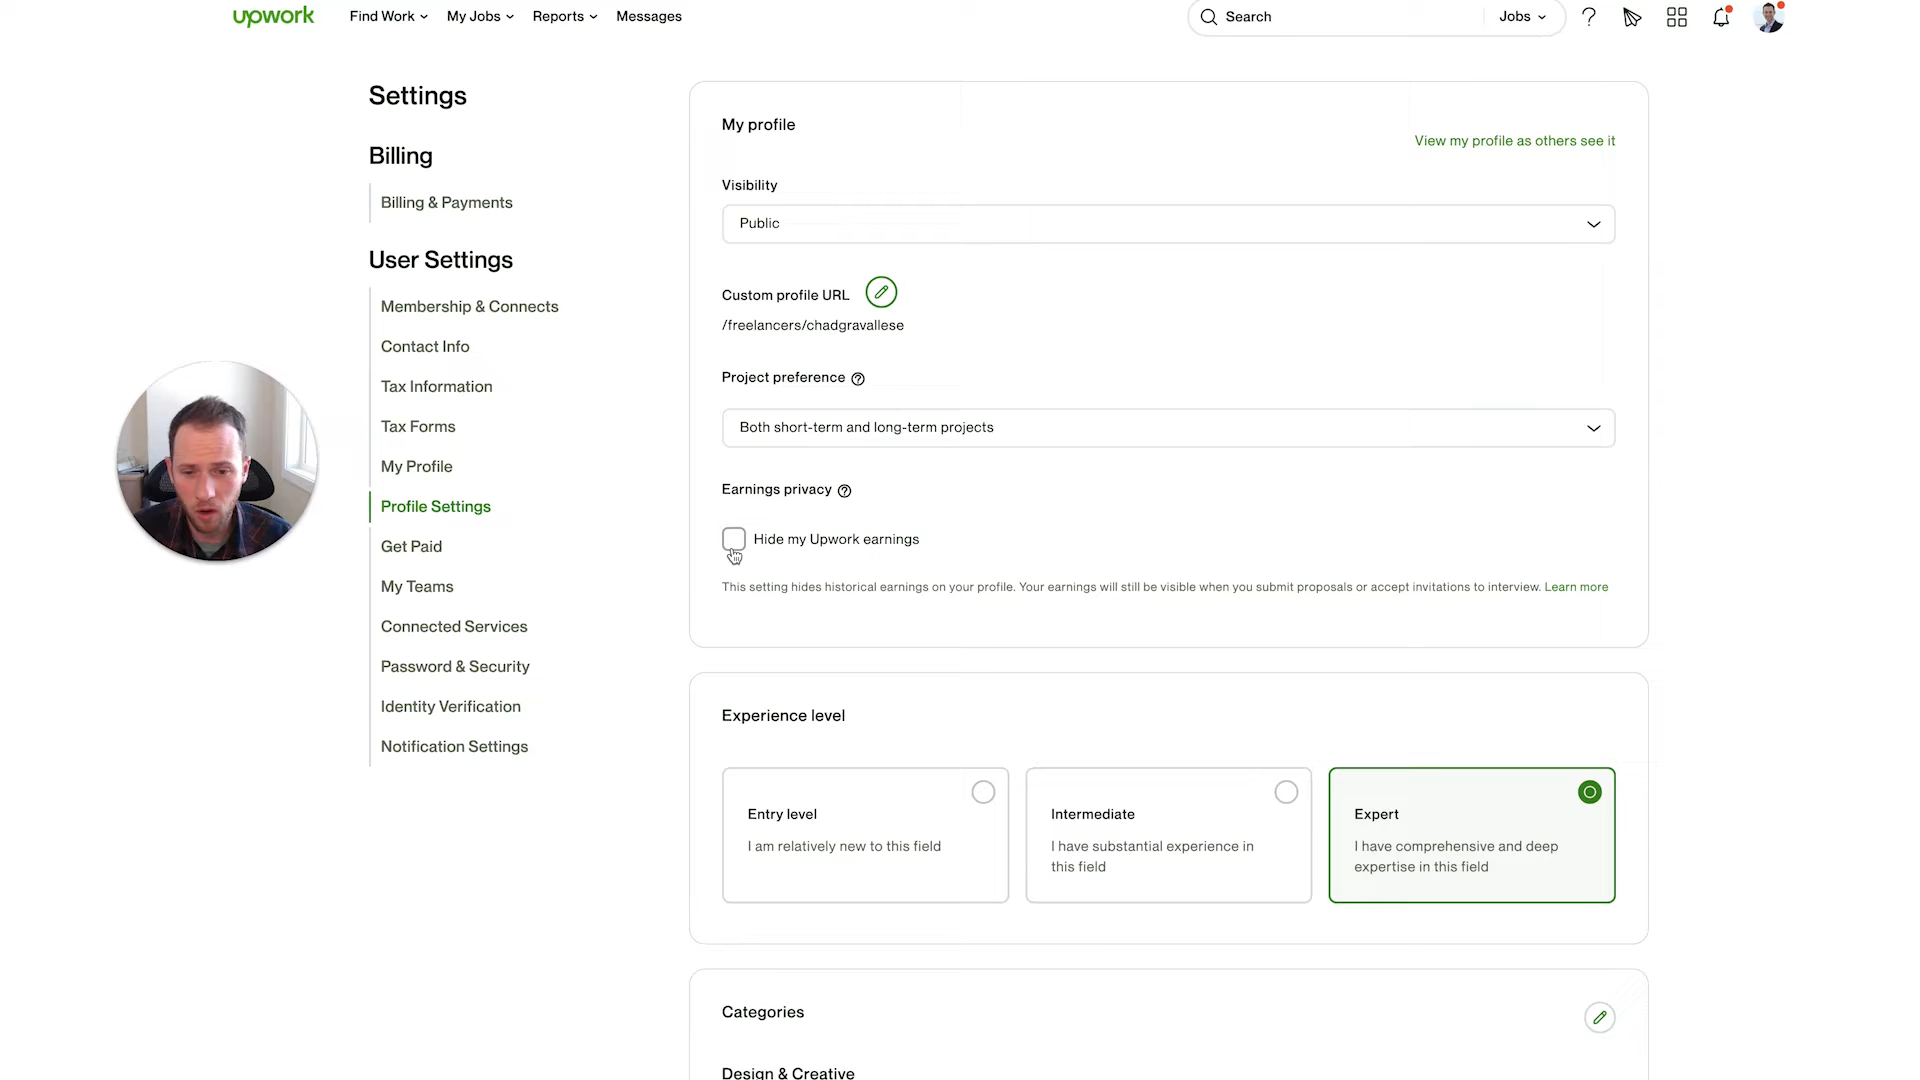 upwork Find Work My Jobs Reports Messages Search Jobs
Settings
Billing
Billing & Payments
User Settings
Membership & Connects
Contact Info
Tax Information
Tax Forms
My Profile
Profile Settings
Get Paid
My Teams
Connected Services
Password & Security
Identity Verification
Notification Settings
My profile
View my profile as others see it
Visibility
Public
Custom profile URL
/freelancers/chadgravallese
Project preference
Both short-term and long-term projects
Earnings privacy
Hide my Upwork earnings
This setting hides historical earnings on your profile. Your earnings will still be visible when you submit proposals or accept invitations to interview. Learn more
Experience level
Entry level
I am relatively new to this field
Intermediate
I have substantial experience in
this field
Expert
I have comprehensive and deep
expertise in this field
Categories
Design & Creative